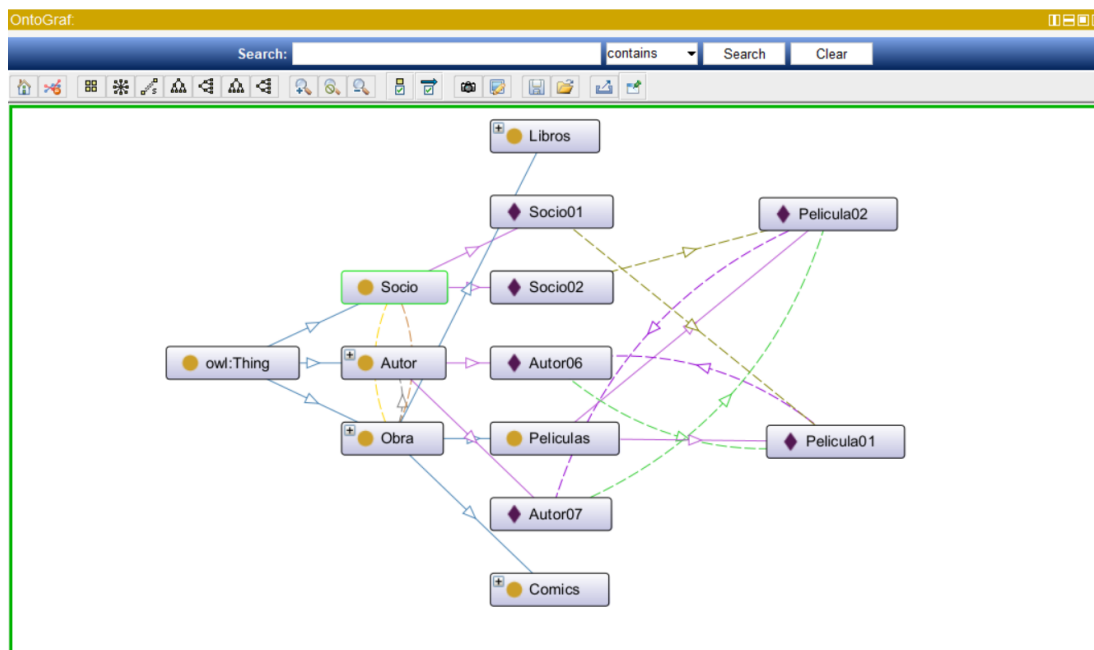 OntoGraf:
Search: contains Search Clear
Libros
Socio01
Pelicula02
Socio
Socio02
owl:Thing
Autor
Autor06
Obra
Peliculas
Pelicula01
Autor07
Comics